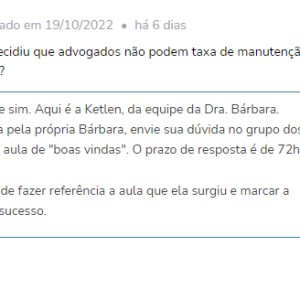 ado em 19/10/2022 • há 6 dias
ecidiu que advogados não podem taxa de manutençã
?
e sim. Aqui é a Ketlen, da equipe da Dra. Bárbara.
a pela própria Bárbara, envie sua dúvida no grupo dos
aula de "boas vindas". O prazo de resposta é de 72h
de fazer referência a aula que ela surgiu e marcar a
sucesso.